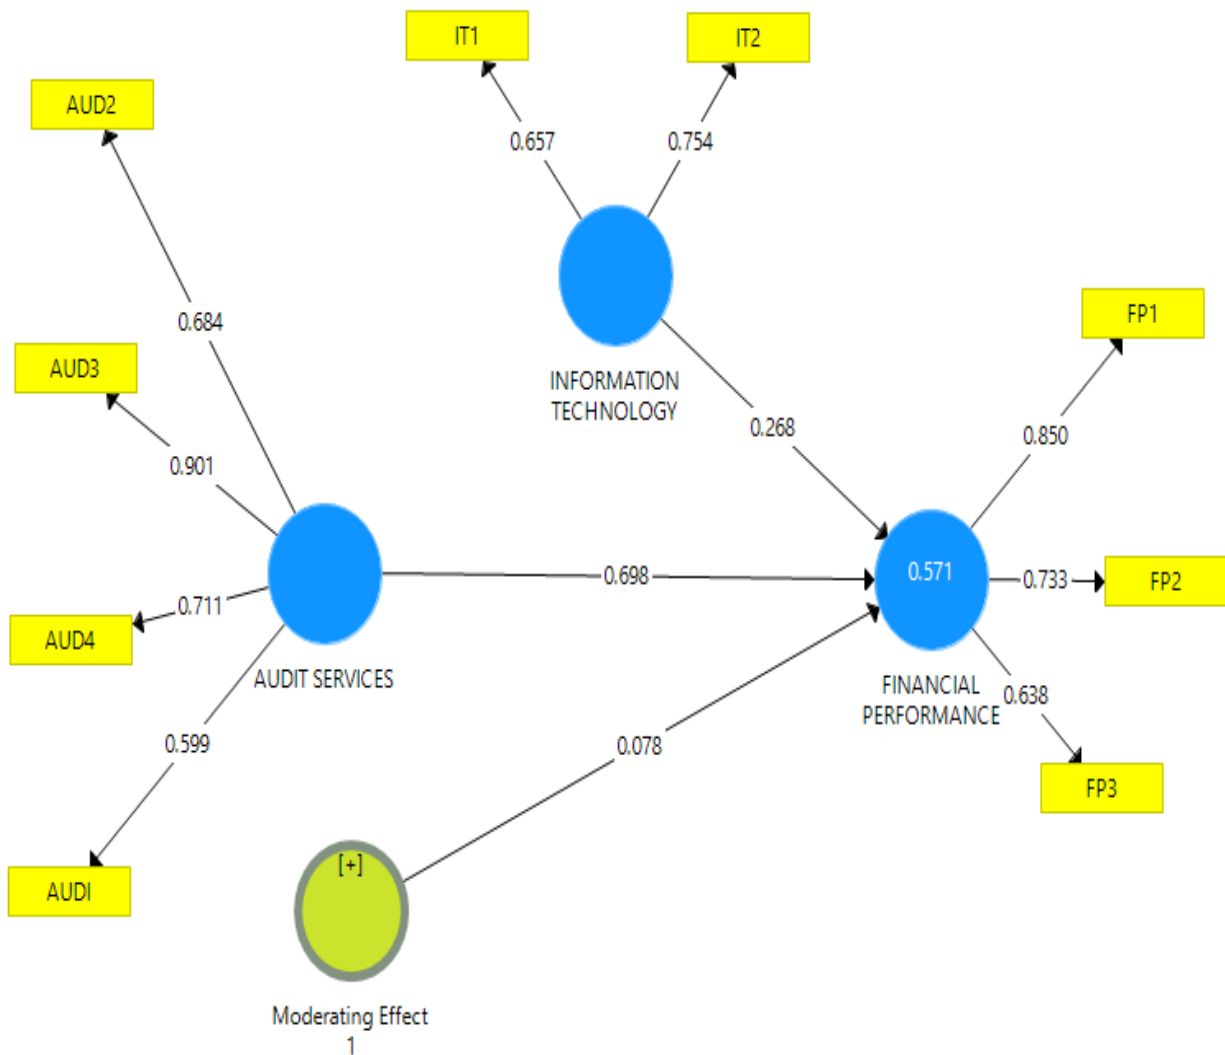 IT1
IT2
AUD2
0.657
0.754
0.684
FP1
AUD3
INFORMATION
TECHNOLOGY
0.268
0.850
0.901
0.571
0.698
0.733
FP2
0.711
AUD4
AUDIT SERVICES
FINANCIAL
PERFORMANCE
0.638
0.599
0.078
FP3
[+]
AUDI
Moderating Effect
1